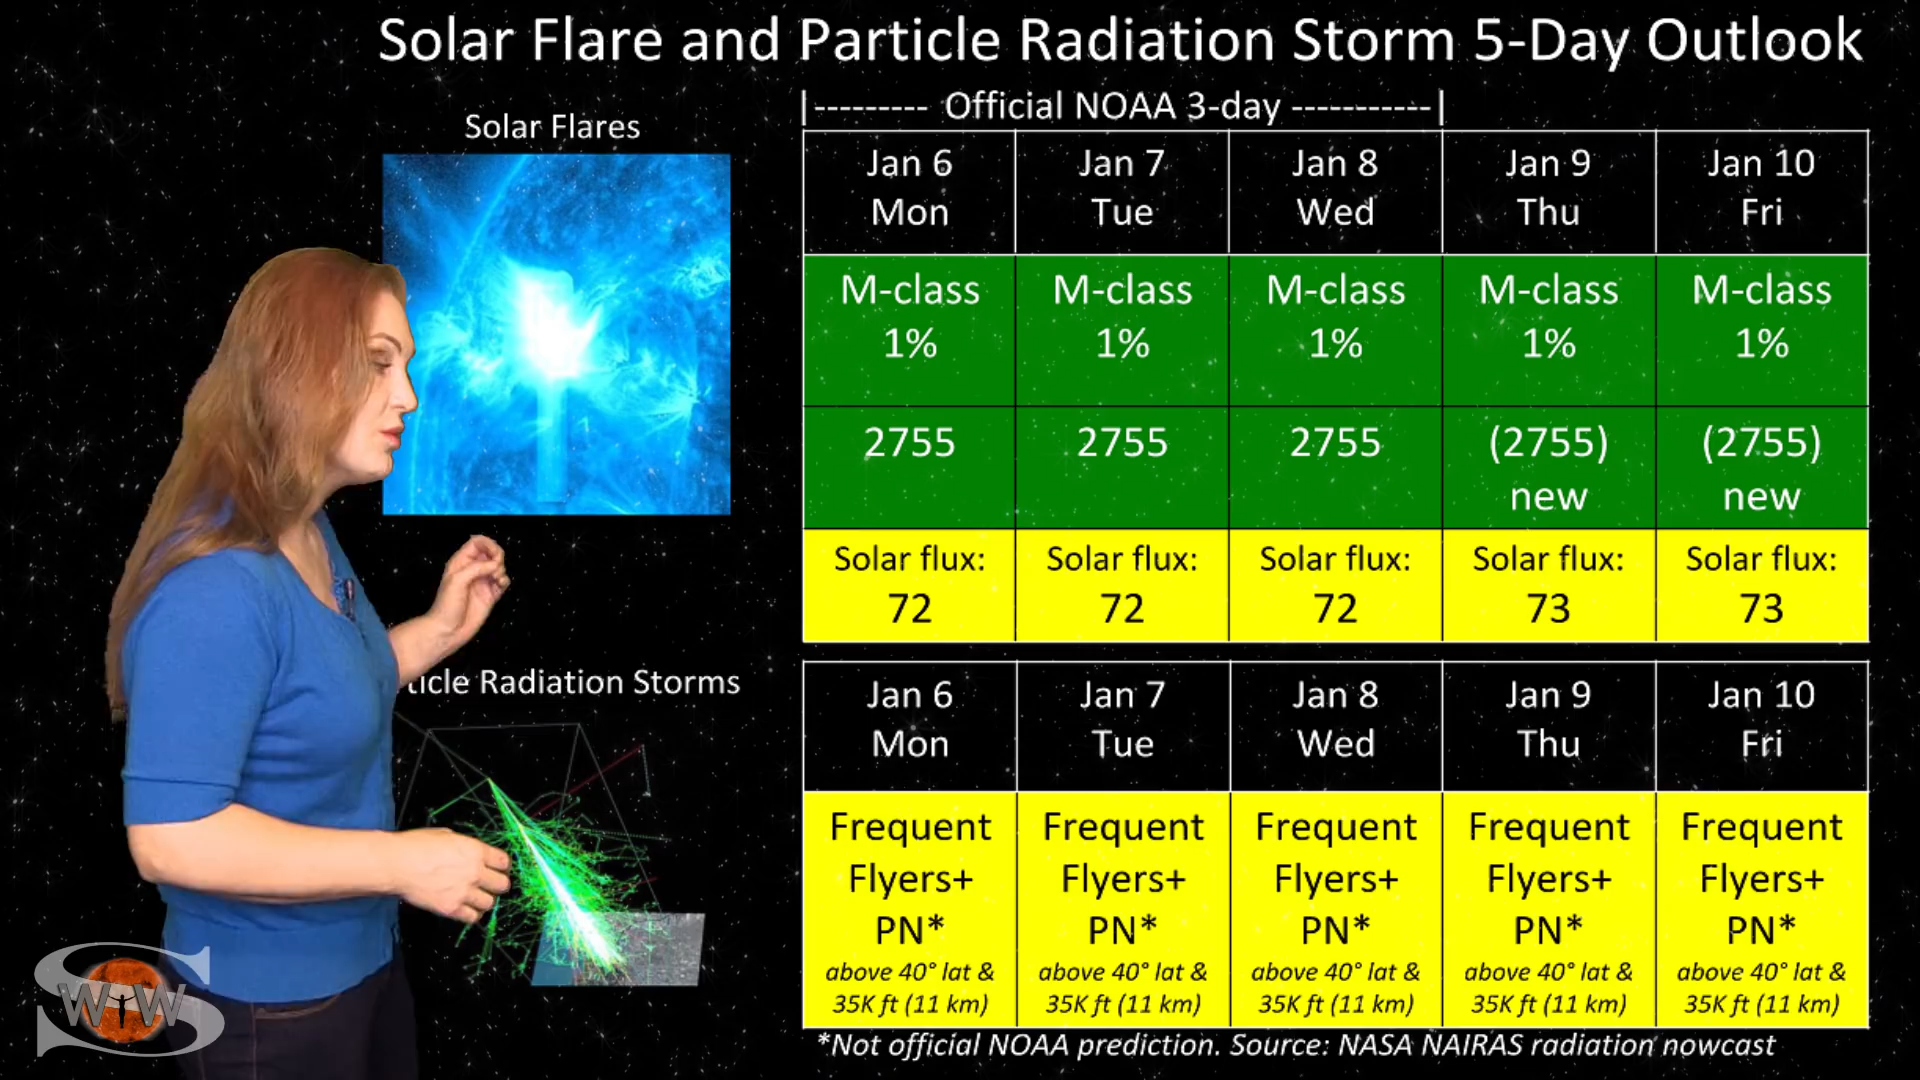 Solar Flare and Particle Radiation Storm 5-Day Outlook
|--------- Official NOAA 3-day -----------|
Solar Flares
Jan 6 Jan 7 Jan 8 Jan 9 Jan 10
Mon Tue Wed Thu Fri
M-class M-class M-class M-class M-class
1% 1% 1% 1% 1%
2755 2755 2755 (2755) (2755)
new new
Solar flux: Solar flux: Solar flux: Solar flux: Solar flux:
72 72 72 73 73
ticle Radiation Storms
Jan 6 Jan 7 Jan 8 Jan 9 Jan 10
Mon Tue Wed Thu Fri
Frequent Frequent Frequent Frequent Frequent
Flyers+ Flyers+ Flyers+ Flyers+ Flyers+
PN* PN* PN* PN* PN*
above 40° lat & above 40° lat & above 40° lat & above 40° lat & above 40° lat &
35K ft (11 km) 35K ft (11 km) 35K ft (11 km) 35K ft (11 km) 35K ft (11 km)
*Not official NOAA prediction. Source: NASA NAIRAS radiation nowcast
S WTW